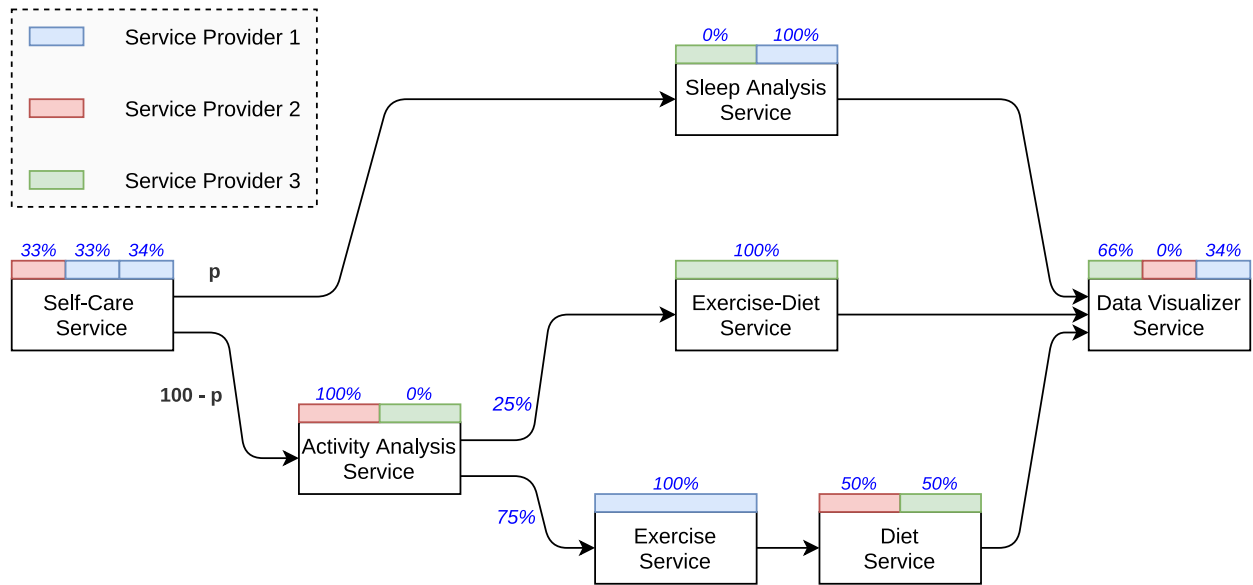 Service Provider 1
Service Provider 2
Service Provider 3
0% 100%
Sleep Analysis
Service
33% 33% 34%
Self-Care
Service
p
100 - p
100%
Exercise-Diet
Service
66% 0% 34%
Data Visualizer
Service
100% 0%
Activity Analysis
Service
25%
75%
100%
Exercise
Service
50% 50%
Diet
Service